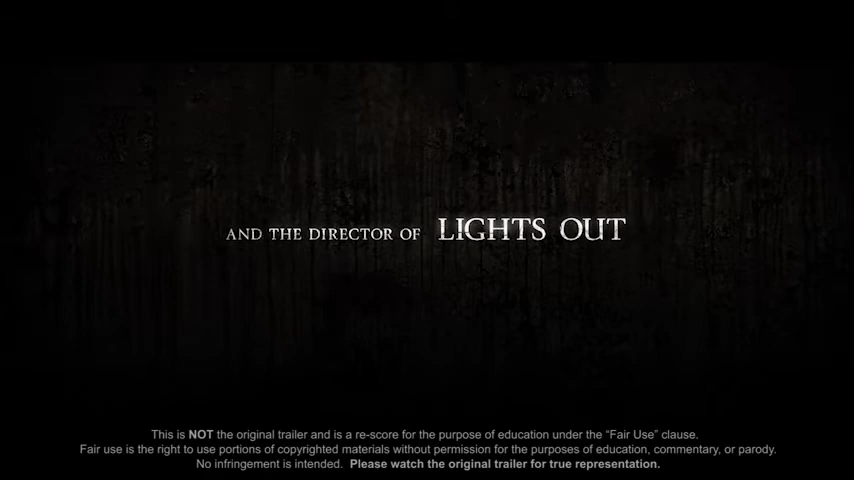 AND THE DIRECTOR OF LIGHTS OUT
This is NOT the original trailer and is a re-score for the purpose of education under the “Fair Use” clause.
Fair use is the right to use portions of copyrighted materials without permission for the purposes of education, commentary, or parody.
No infringement is intended. Please watch the original trailer for true representation.